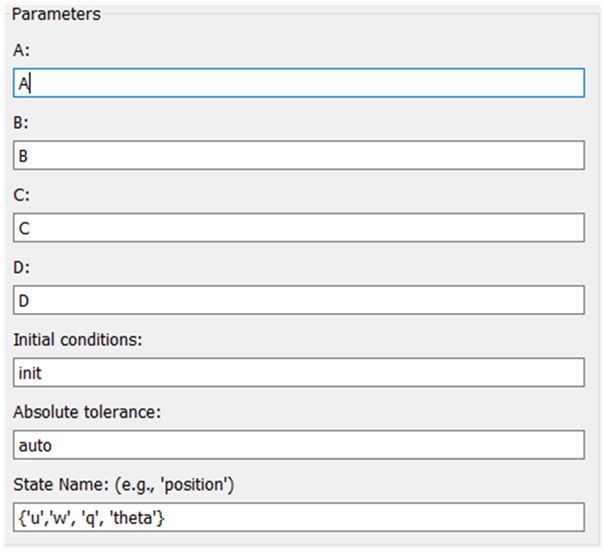 Parameters
A:
A
B:
B
C:
C
D:
D
Initial conditions:
init
Absolute tolerance:
auto
State Name: (e.g., 'position')
{'u','w', 'q', 'theta'}